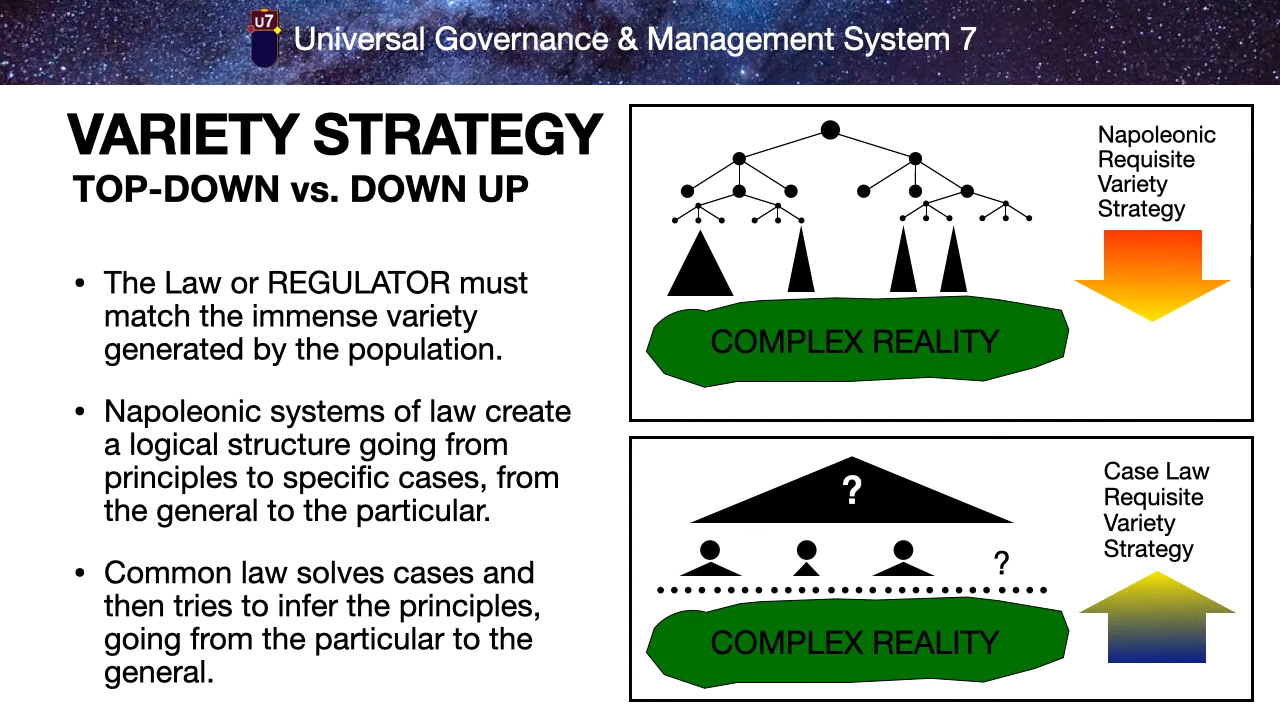 U7
Universal Governance & Management System 7
VARIETY STRATEGY
TOP-DOWN vs. DOWN UP
• The Law or REGULATOR must
match the immense variety
generated by the population.
• Napoleonic systems of law create
a logical structure going from
principles to specific cases, from
the general to the particular.
• Common law solves cases and
then tries to infer the principles,
going from the particular to the
general.
Napoleonic
Requisite
Variety
Strategy
COMPLEX REALITY
Case Law
Requisite
Variety
Strategy
?
?
COMPLEX REALITY